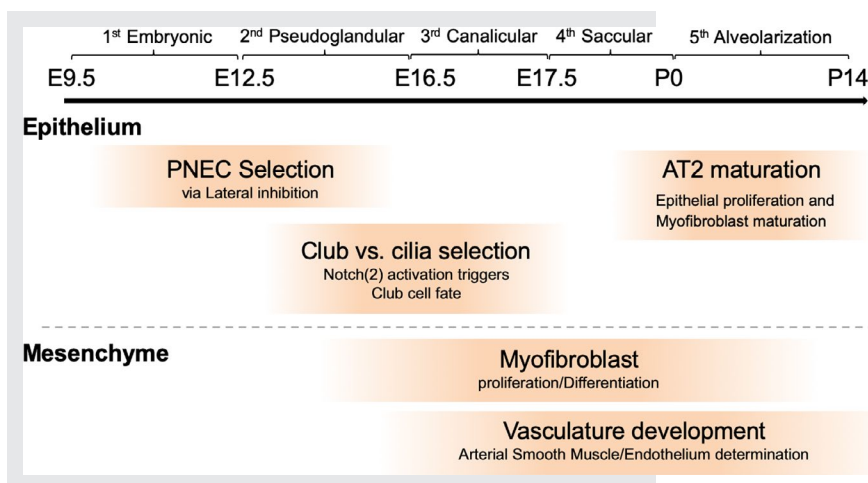 1st Embryonic 2nd Pseudoglandular 3rd Canalicular 4th Saccular 5th Alveolarization
E9.5 E12.5 E16.5 E17.5 P0 P14
Epithelium
PNEC Selection
via Lateral inhibition
AT2 maturation
Epithelial proliferation and
Myofibroblast maturation
Club vs. cilia selection
Notch(2) activation triggers
Club cell fate
Mesenchyme
Myofibroblast
proliferation/Differentiation
Vasculature development
Arterial Smooth Muscle/Endothelium determination